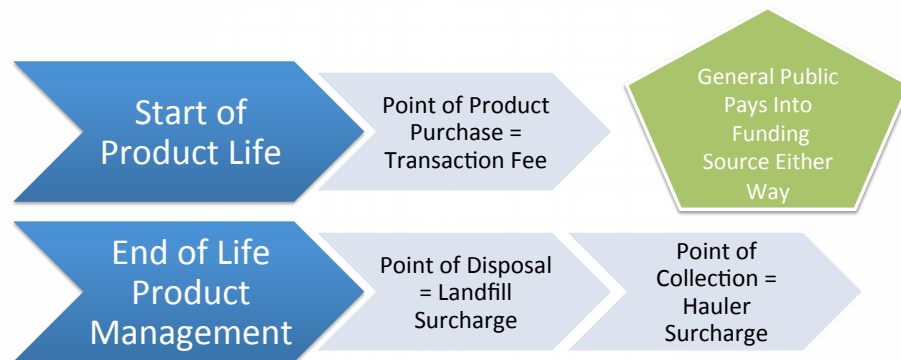 Start of
Product Life
Point of Product
Purchase =
Transaction Fee
General Public
Pays Into
Funding
Source Either
Way
End of Life
Product
Management
Point of Disposal
= Landfill
Surcharge
Point of
Collection =
Hauler
Surcharge